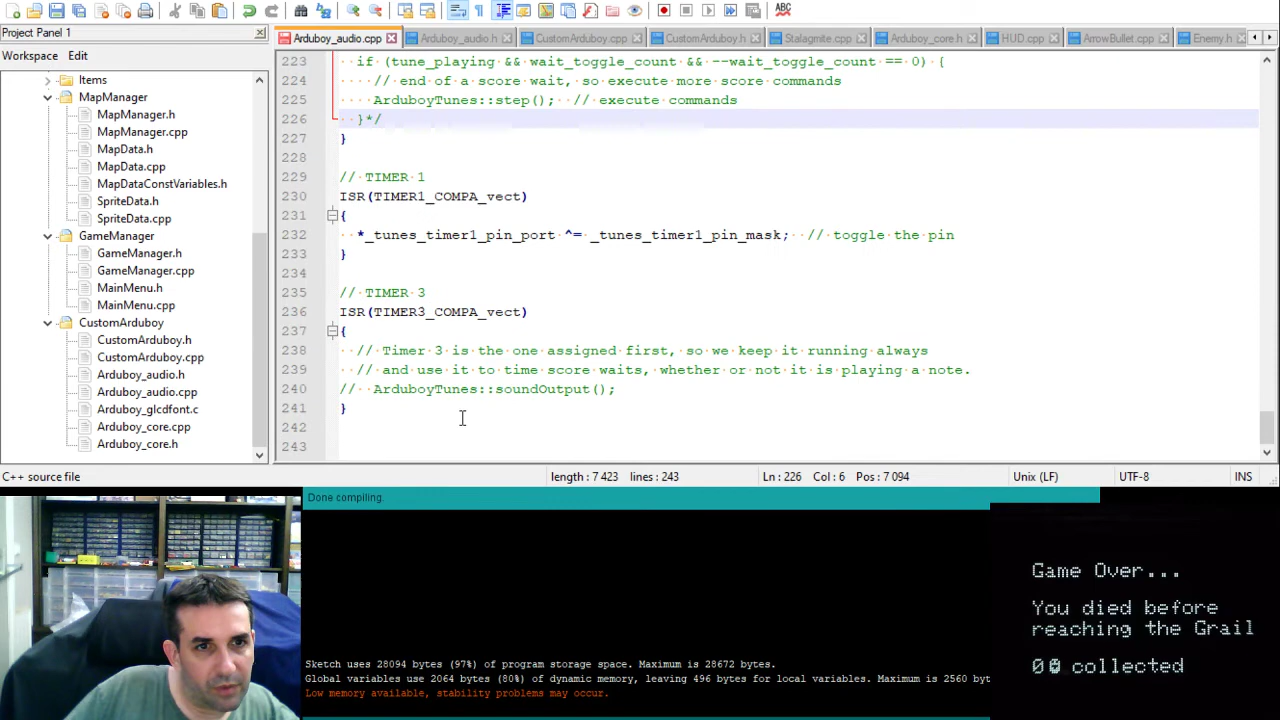 Project Panel 1
Workspace Edit
Items
MapManager
MapManager.h
MapManager.cpp
MapData.h
MapData.cpp
MapDataConstVariables.h
SpriteData.h
SpriteData.cpp
GameManager
GameManager.h
GameManager.cpp
MainMenu.h
MainMenu.cpp
CustomArduboy
CustomArduboy.h
CustomArduboy.cpp
Arduboy_audio.h
Arduboy_audio.cpp
Arduboy_glcdfont.c
Arduboy_core.cpp
Arduboy_core.h
ABC
Arduboy_audio.cpp Arduboy_audio.h CustomArduboy.cpp CustomArduboy.h Stalagmite.cpp Arduboy_core.h HUD.cpp ArrowBullet.cpp Enemy.h
223 if (tune_playing && wait_toggle_count && --wait_toggle_count == 0) {
224 // end of a score wait, so execute more score commands
225 ArduboyTunes::step(); // execute commands
226 }*/
227 }
228
229 // TIMER 1
230 ISR(TIMER1_COMPA_vect)
231 {
232 *_tunes_timer1_pin_port ^= _tunes_timer1_pin_mask; // toggle the pin
233 }
234
235 // TIMER 3
236 ISR(TIMER3_COMPA_vect)
237 {
238 // Timer 3 is the one assigned first, so we keep it running always
239 // and use it to time score waits, whether or not it is playing a note.
240 // ArduboyTunes::soundOutput();
241 }
242
243
C++ source file length : 7 423 lines : 243 Ln : 226 Col : 6 Pos : 7 094 Unix (LF) UTF-8 INS
Done compiling.
Sketch uses 28094 bytes (97%) of program storage space. Maximum is 28672 bytes.
Global variables use 2064 bytes (80%) of dynamic memory, leaving 496 bytes for local variables. Maximum is 2560 byt
Low memory available, stability problems may occur.
Game Over...
You died before
reaching the Grail
collected